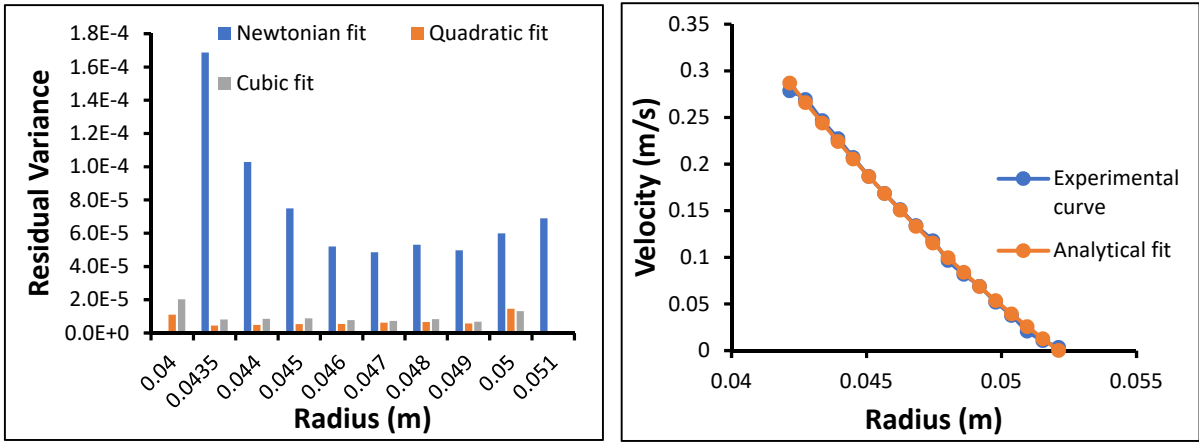 1.8E-4
1.6E-4
1.4E-4
1.2E-4
1.0E-4
8.0E-5
6.0E-5
4.0E-5
2.0E-5
0.0E+0
Residual Variance
Newtonian fit
Quadratic fit
Cubic fit
0.04
0.0435
0.044
0.045
0.046
0.047
0.048
0.049
0.05
0.051
Radius (m)
0.35
0.3
0.25
0.2
0.15
0.1
0.05
0
Velocity (m/s)
Experimental
curve
Analytical fit
0.04
0.045
0.05
0.055
Radius (m)